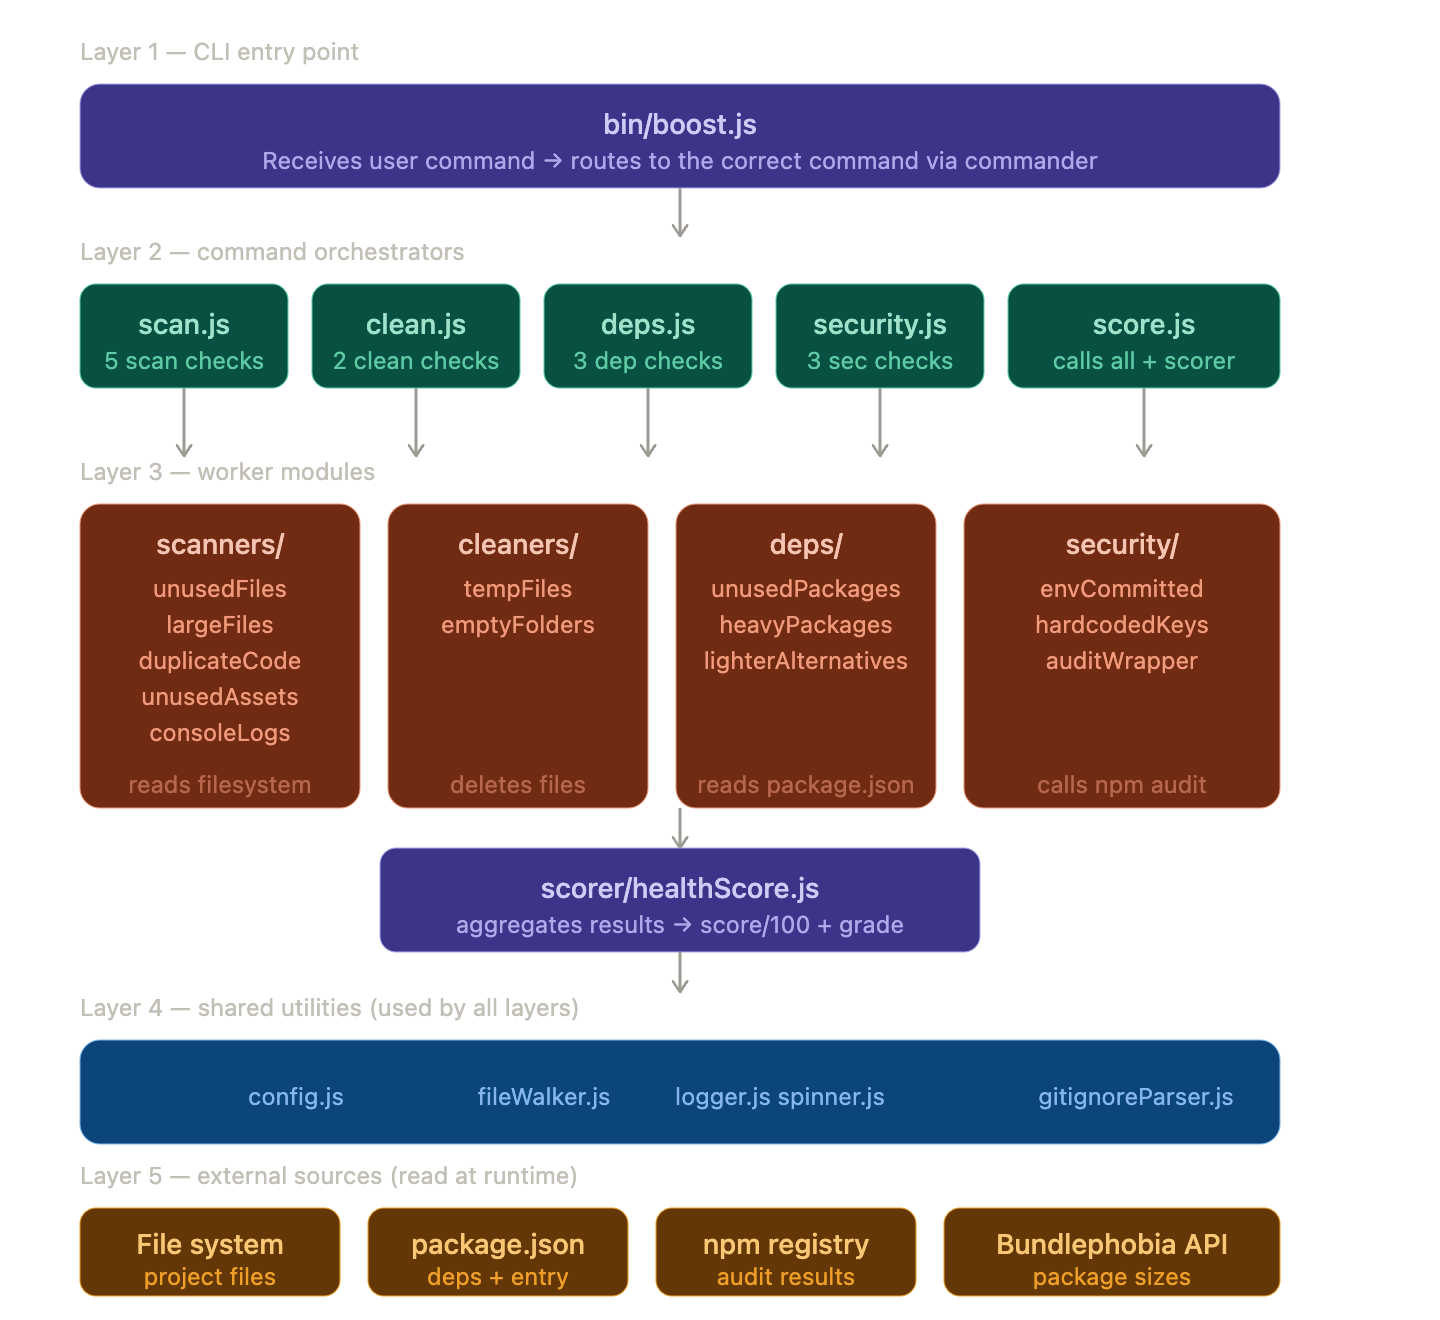 Layer 1 — CLI entry point
bin/boost.js
Receives user command → routes to the correct command via commander
Layer 2 — command orchestrators
scan.js
5 scan checks
clean.js
2 clean checks
deps.js
3 dep checks
security.js
3 sec checks
score.js
calls all + scorer
Layer 3 — worker modules
scanners/
unusedFiles
largeFiles
duplicateCode
unusedAssets
consoleLogs
reads filesystem
cleaners/
tempFiles
emptyFolders
deletes files
deps/
unusedPackages
heavyPackages
lighterAlternatives
reads package.json
security/
envCommitted
hardcodedKeys
auditWrapper
calls npm audit
scorer/healthScore.js
aggregates results → score/100 + grade
Layer 4 — shared utilities (used by all layers)
config.js fileWalker.js logger.js spinner.js gitignoreParser.js
Layer 5 — external sources (read at runtime)
File system
project files
package.json
deps + entry
npm registry
audit results
Bundlephobia API
package sizes